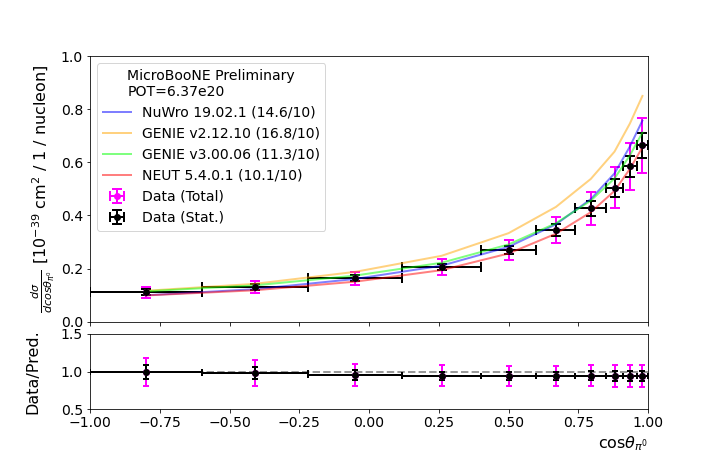 MicroBooNE Preliminary
POT=6.37e20
NuWro 19.02.1 (14.6/10)
GENIE v2.12.10 (16.8/10)
GENIE v3.00.06 (11.3/10)
NEUT 5.4.0.1 (10.1/10)
Data (Total)
Data (Stat.)
dσ/dcosθ_π⁰ [10⁻³⁹ cm² / 1 / nucleon]
1.0
0.8
0.6
0.4
0.2
0.0
Data/Pred.
1.5
1.0
0.5
−1.00 −0.75 −0.50 −0.25 0.00 0.25 0.50 0.75 1.00
cosθ_π⁰